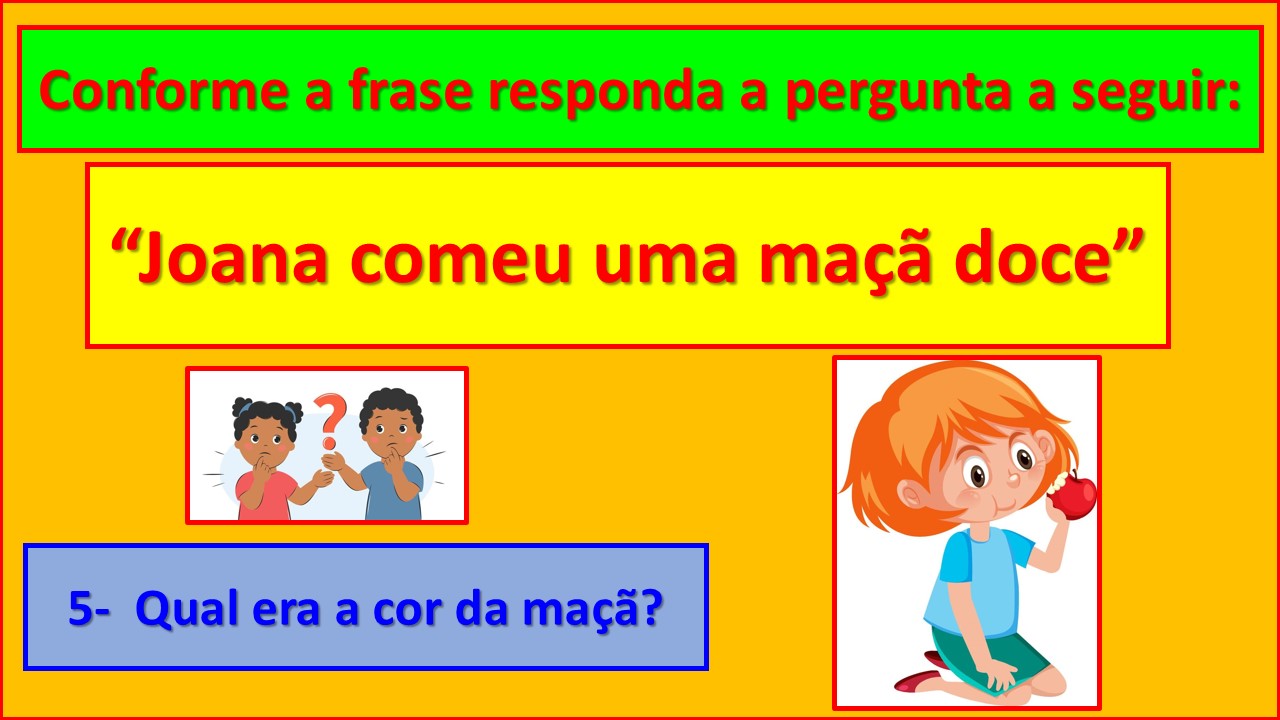 Conforme a frase responda a pergunta a seguir:
“Joana comeu uma maçã doce”
?
5- Qual era a cor da maçã?